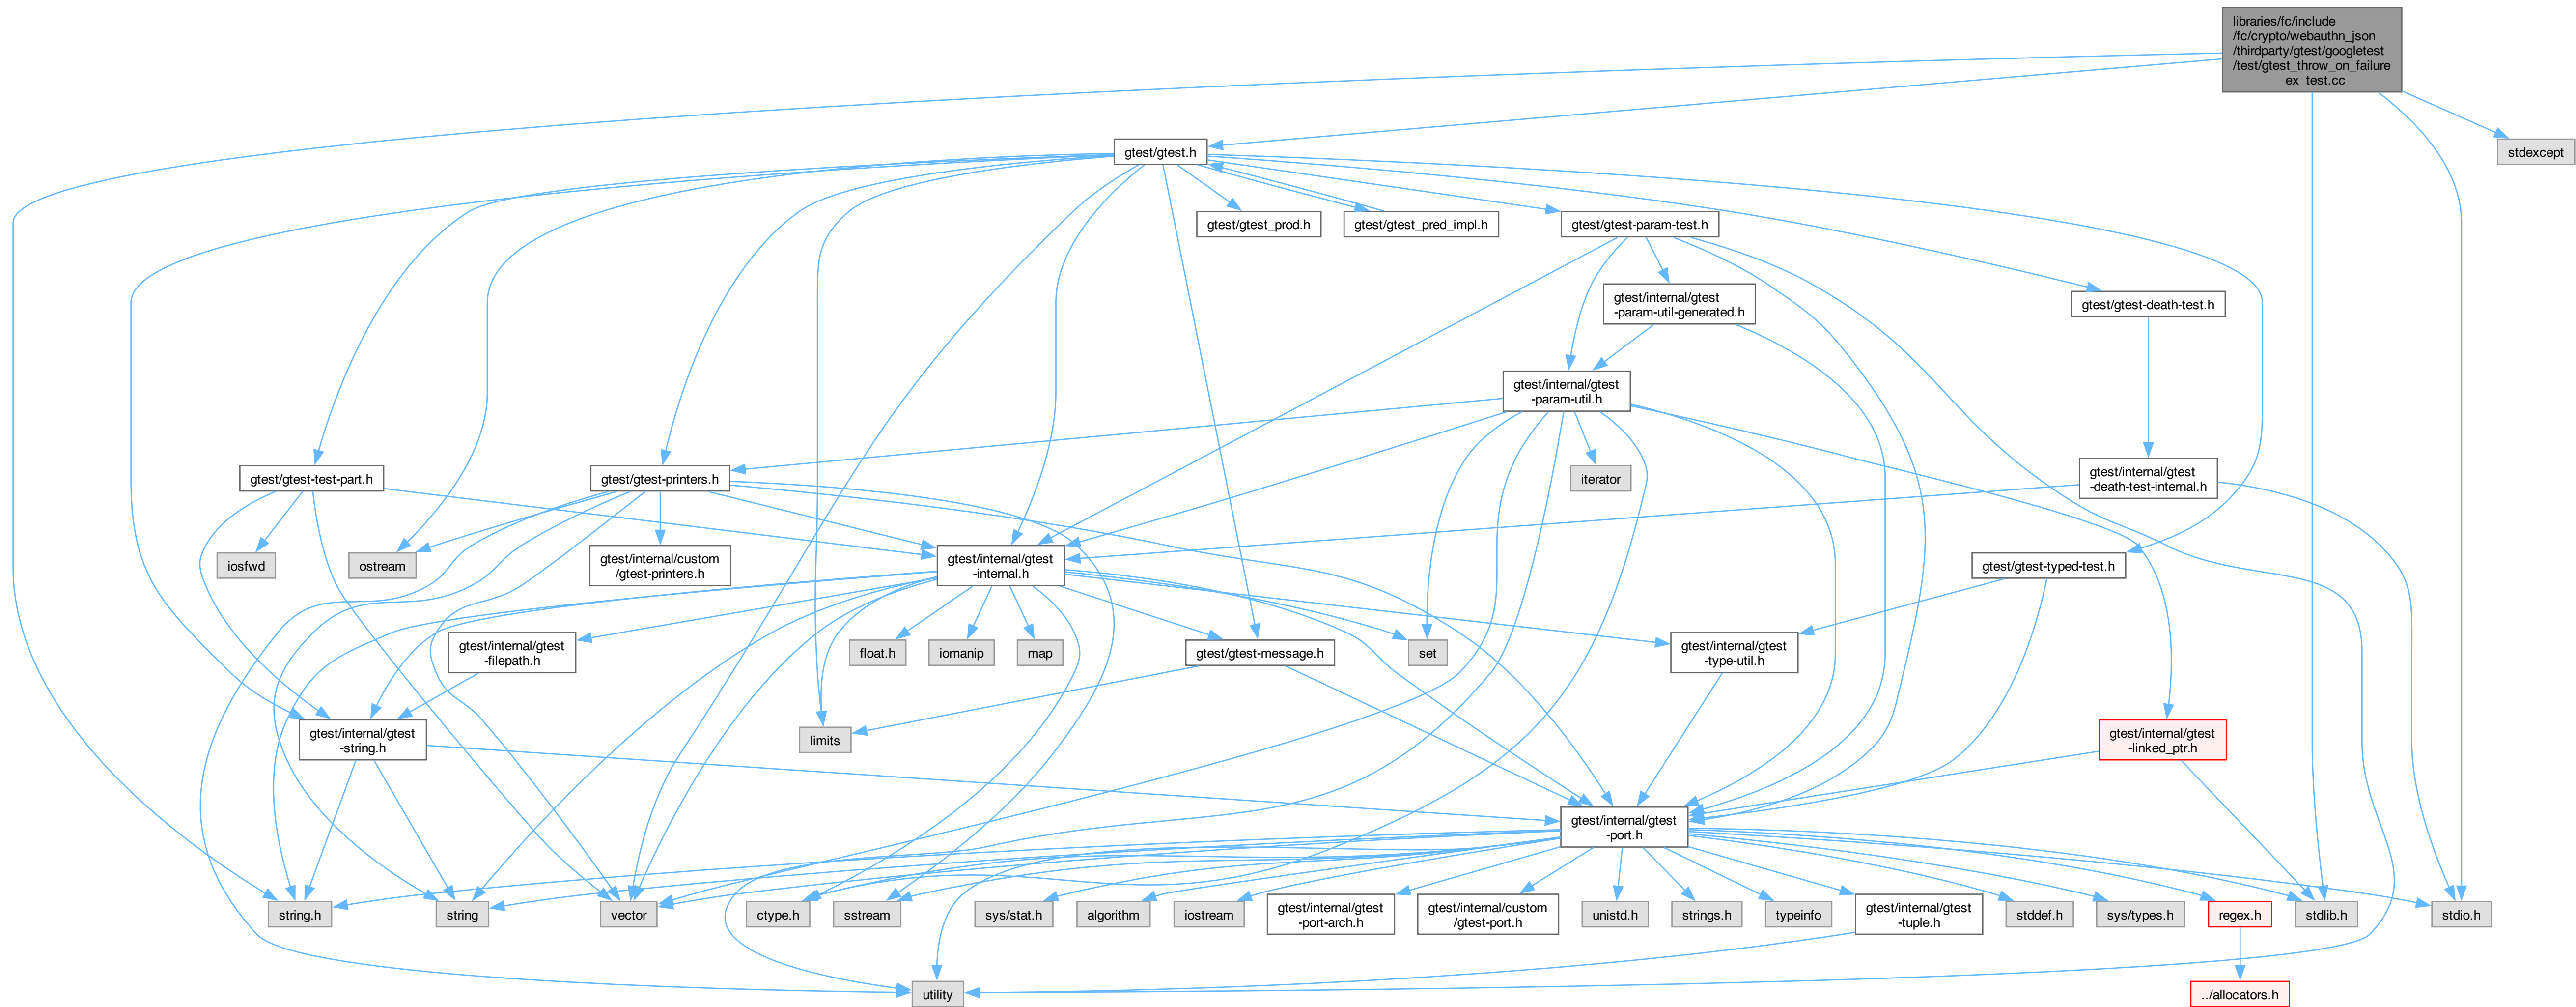 libraries/fc/include
/fc/crypto/webauthn_json
/thirdparty/gtest/googletest
/test/gtest_throw_on_failure
_ex_test.cc
gtest/gtest.h
stdexcept
gtest/gtest_prod.h
gtest/gtest_pred_impl.h
gtest/gtest-param-test.h
gtest/internal/gtest
-param-util-generated.h
gtest/gtest-death-test.h
gtest/internal/gtest
-param-util.h
gtest/gtest-test-part.h
gtest/gtest-printers.h
iterator
gtest/internal/gtest
-death-test-internal.h
iosfwd
ostream
gtest/internal/custom
/gtest-printers.h
gtest/internal/gtest
-internal.h
gtest/gtest-typed-test.h
gtest/internal/gtest
-filepath.h
float.h
iomanip
map
gtest/gtest-message.h
set
gtest/internal/gtest
-type-util.h
gtest/internal/gtest
-string.h
limits
gtest/internal/gtest
-linked_ptr.h
gtest/internal/gtest
-port.h
string.h
string
vector
ctype.h
sstream
sys/stat.h
algorithm
iostream
gtest/internal/gtest
-port-arch.h
gtest/internal/custom
/gtest-port.h
unistd.h
strings.h
typeinfo
gtest/internal/gtest
-tuple.h
stddef.h
sys/types.h
regex.h
stdlib.h
stdio.h
utility
../allocators.h